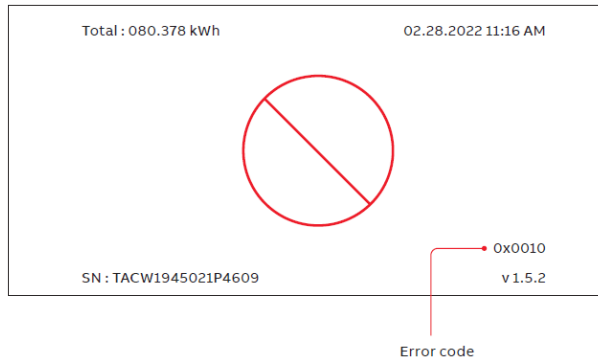 Total : 080.378 kWh
02.28.2022 11:16 AM
0x0010
SN : TACW1945021P4609
v 1.5.2
Error code